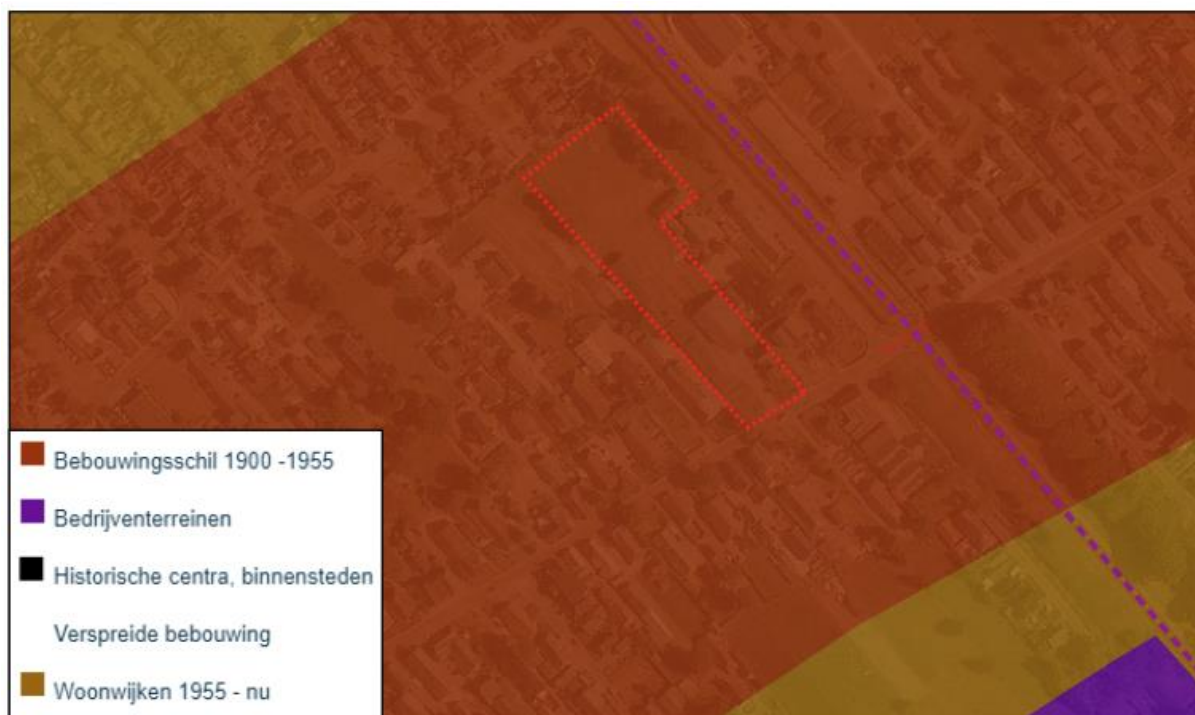 Bebouwingsschil 1900 -1955
Bedrijventerreinen
Historische centra, binnensteden
Verspreide bebouwing
Woonwijken 1955 - nu